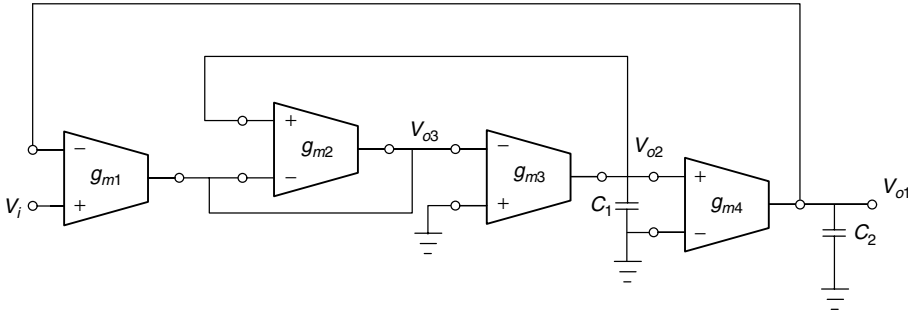 −
g_m1
V_i
+
+
g_m2
−
V_o3
−
g_m3
+
V_o2
C_1
+
g_m4
−
V_o1
C_2